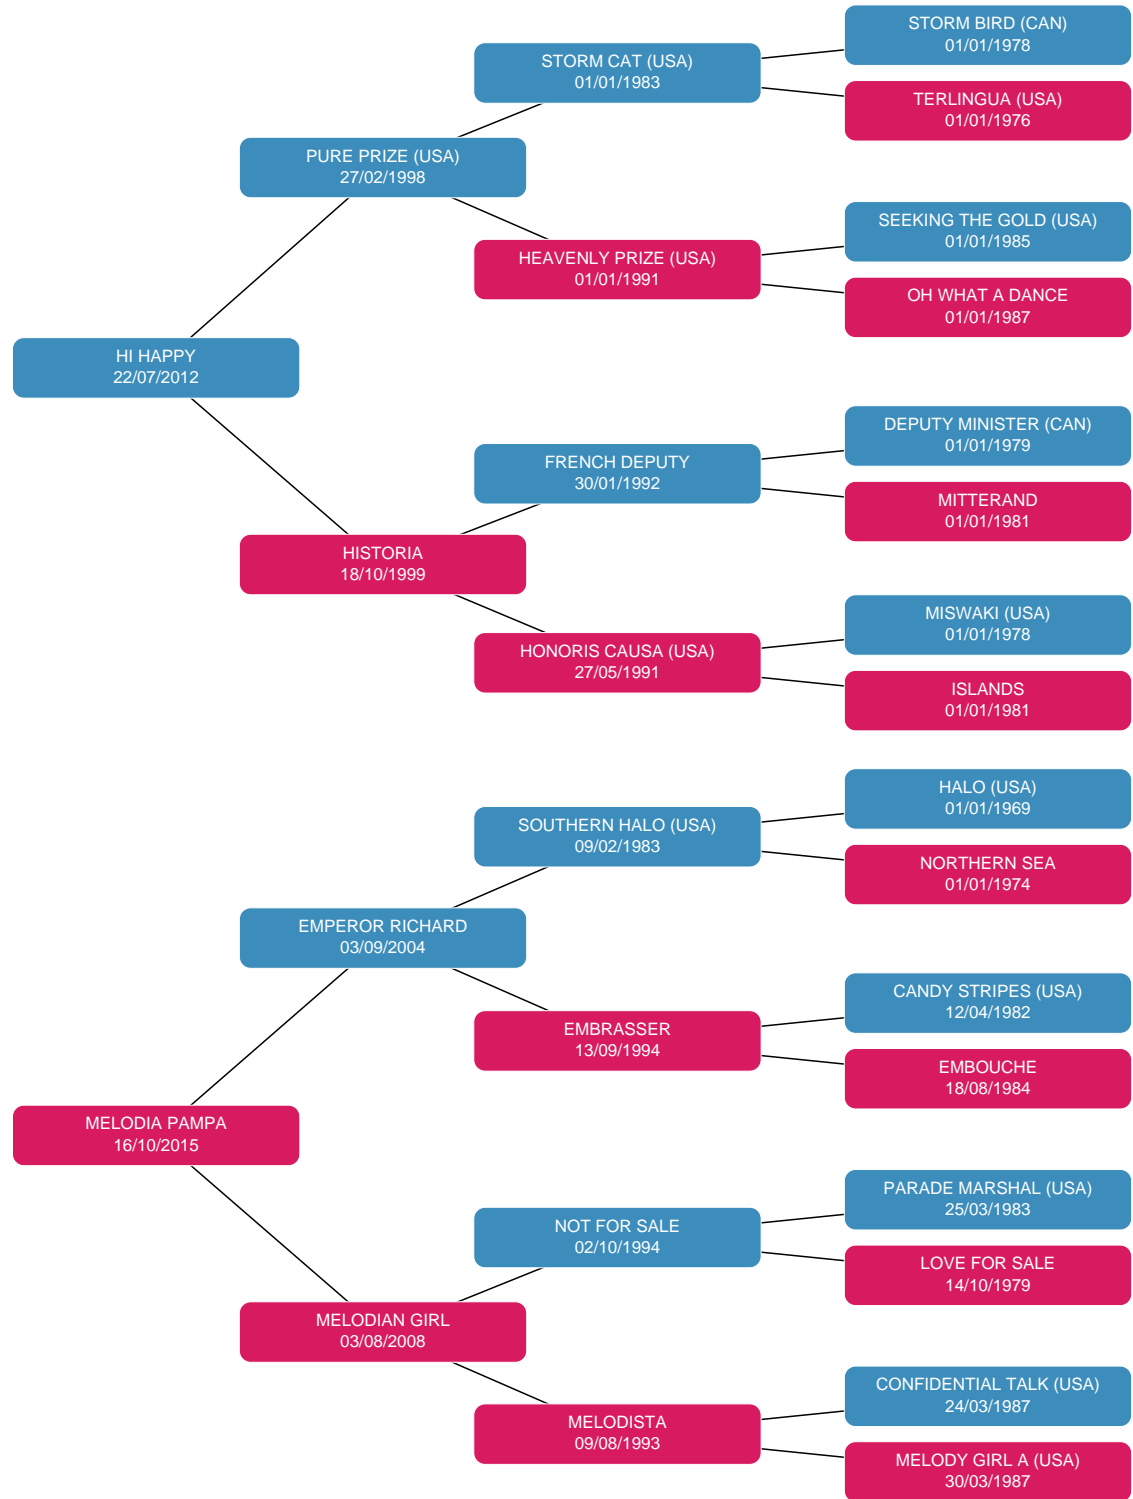 STORM BIRD (CAN)
01/01/1978
STORM CAT (USA)
01/01/1983
TERLINGUA (USA)
01/01/1976
PURE PRIZE (USA)
27/02/1998
SEEKING THE GOLD (USA)
01/01/1985
HEAVENLY PRIZE (USA)
01/01/1991
OH WHAT A DANCE
01/01/1987
HI HAPPY
22/07/2012
DEPUTY MINISTER (CAN)
01/01/1979
FRENCH DEPUTY
30/01/1992
MITTERAND
01/01/1981
HISTORIA
18/10/1999
MISWAKI (USA)
01/01/1978
HONORIS CAUSA (USA)
27/05/1991
ISLANDS
01/01/1981
HALO (USA)
01/01/1969
SOUTHERN HALO (USA)
09/02/1983
NORTHERN SEA
01/01/1974
EMPEROR RICHARD
03/09/2004
CANDY STRIPES (USA)
12/04/1982
EMBRASSER
13/09/1994
EMBOUCHE
18/08/1984
MELODIA PAMPA
16/10/2015
PARADE MARSHAL (USA)
25/03/1983
NOT FOR SALE
02/10/1994
LOVE FOR SALE
14/10/1979
MELODIAN GIRL
03/08/2008
CONFIDENTIAL TALK (USA)
24/03/1987
MELODISTA
09/08/1993
MELODY GIRL A (USA)
30/03/1987